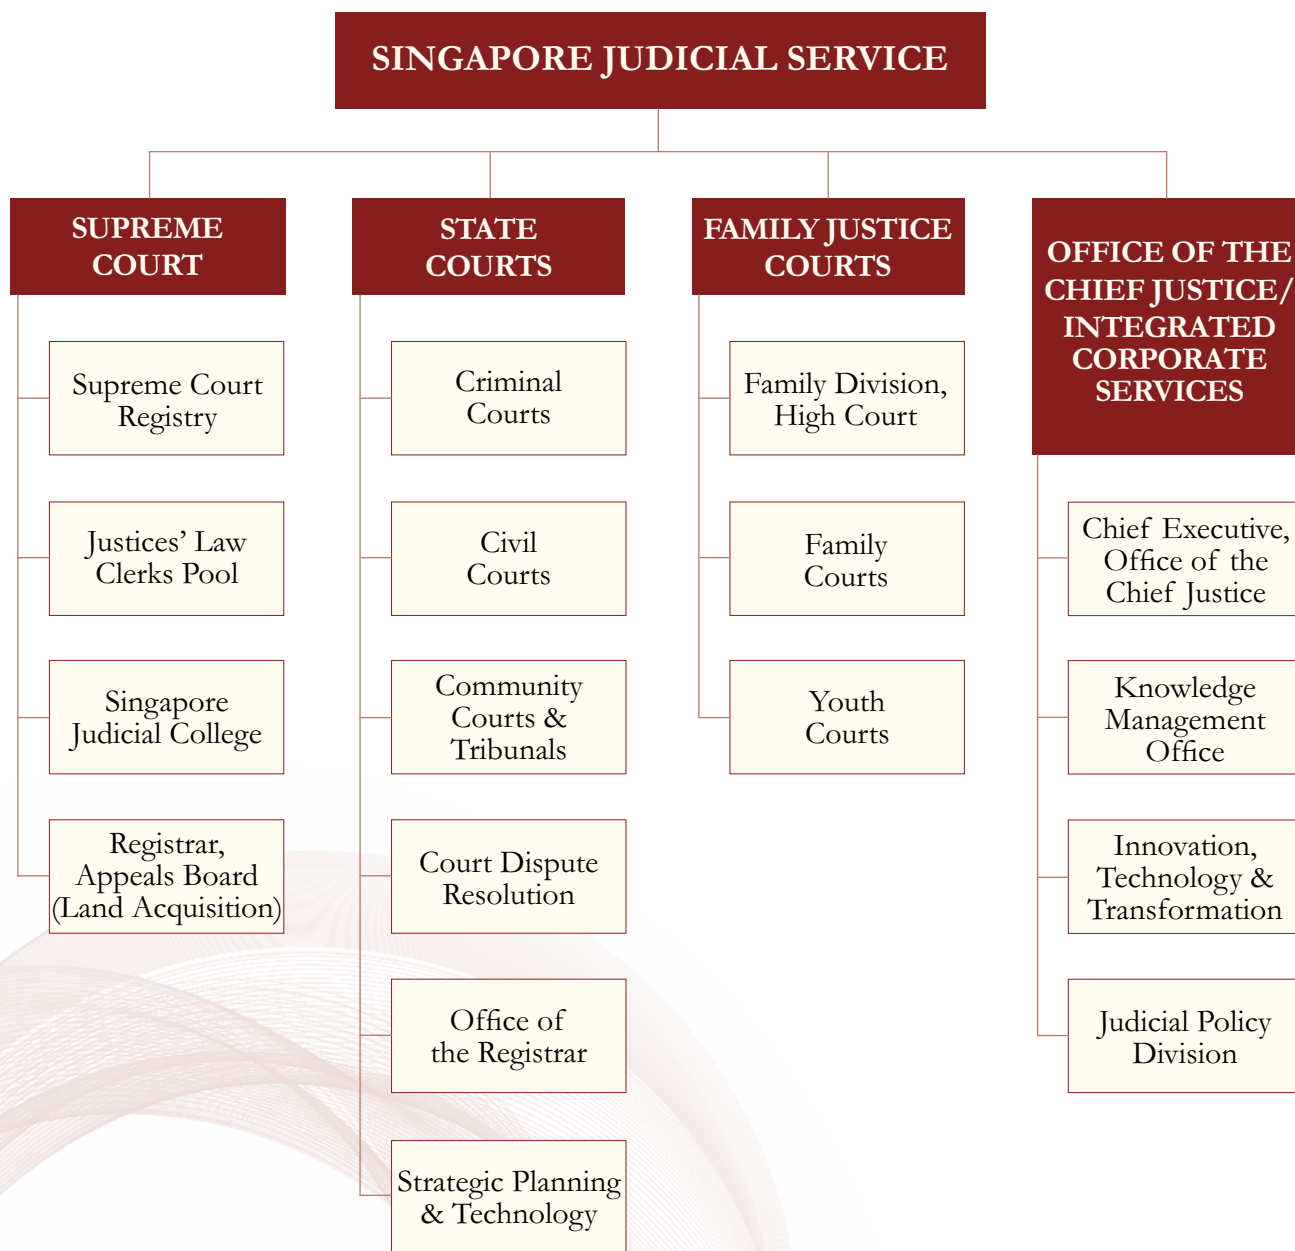 SINGAPORE JUDICIAL SERVICE
SUPREME
COURT
Supreme Court
Registry
Justices’ Law
Clerks Pool
Singapore
Judicial College
Registrar,
Appeals Board
(Land Acquisition)
STATE
COURTS
Criminal
Courts
Civil
Courts
Community
Courts &
Tribunals
Court Dispute
Resolution
Office of
the Registrar
Strategic Planning
& Technology
FAMILY JUSTICE
COURTS
Family Division,
High Court
Family
Courts
Youth
Courts
OFFICE OF THE
CHIEF JUSTICE/
INTEGRATED
CORPORATE
SERVICES
Chief Executive,
Office of the
Chief Justice
Knowledge
Management
Office
Innovation,
Technology &
Transformation
Judicial Policy
Division